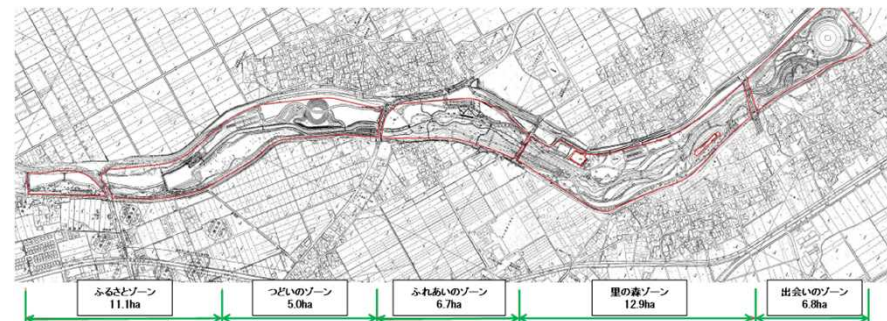 ふるさとゾーン
11.1ha
つどいのゾーン
5.0ha
ふれあいのゾーン
6.7ha
里の森ゾーン
12.9ha
出会いのゾーン
6.8ha